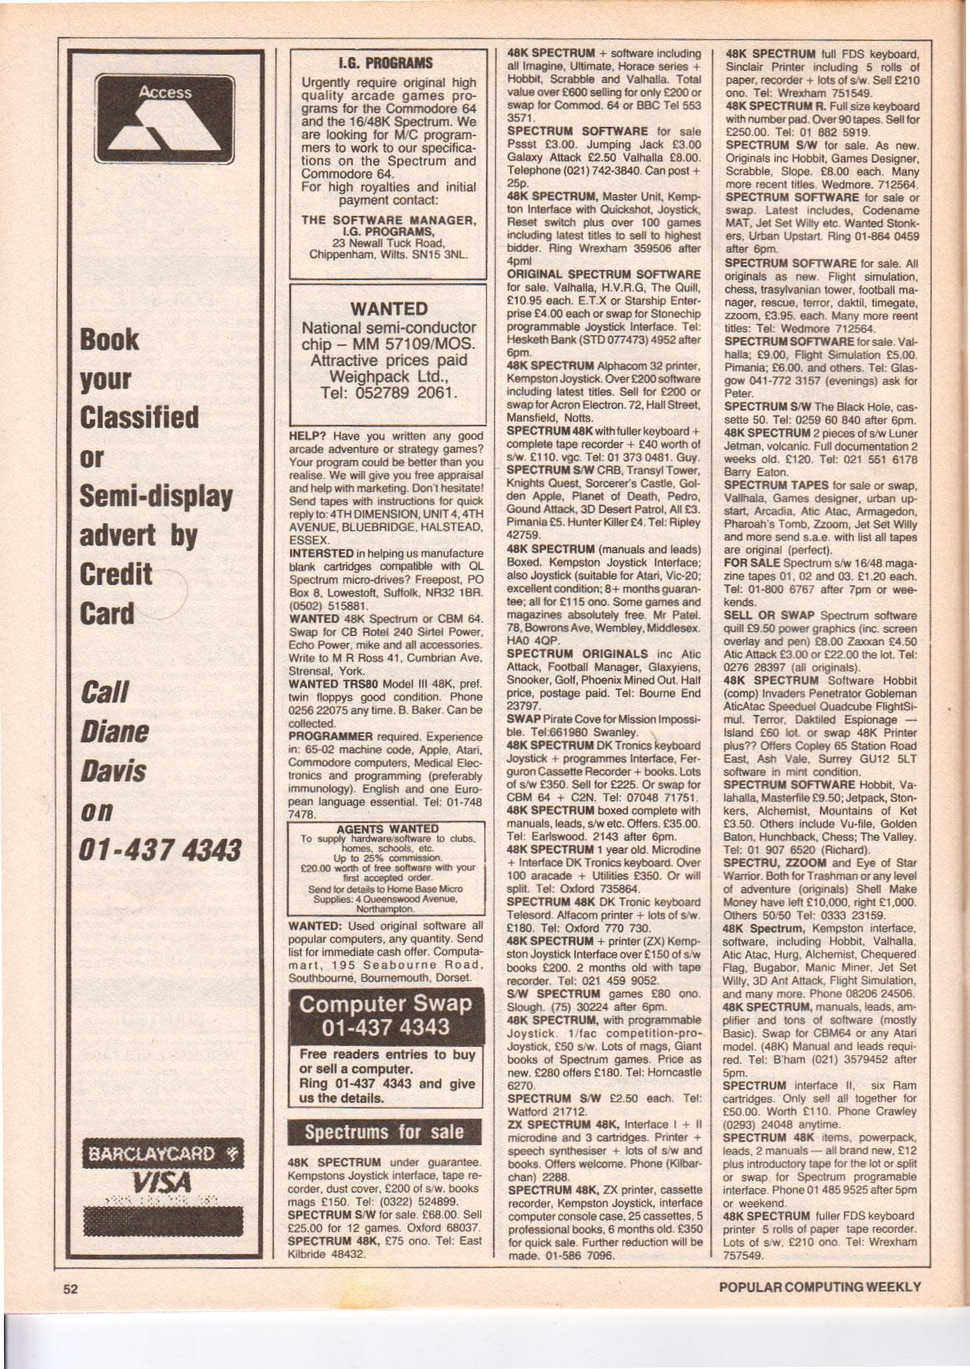 Access
Book
your
Classified
or
Semi-display
advert by
Credit
Card
Call
Diane
Davis
on
01-437 4343
BARCLAYCARD
VISA
I.G. PROGRAMS
Urgently require original high
quality arcade games pro-
grams for the Commodore 64
and the 16/48K Spectrum. We
are looking for M/C program-
mers to work to our specifica-
tions on the Spectrum and
Commodore 64.
For high royalties and initial
payment contact:
THE SOFTWARE MANAGER,
I.G. PROGRAMS,
23 Newall Tuck Road,
Chippenham, Wilts. SN15 3NL.
WANTED
National semi-conductor
chip – MM 57109/MOS.
Attractive prices paid
Weighpack Ltd.,
Tel: 052789 2061.
HELP? Have you written any good
arcade adventure or strategy games?
Your program could be better than you
realise. We will give you free appraisal
and help with marketing. Don't hesitate!
Send tapes with instructions for quick
reply to: 4TH DIMENSION, UNIT 4, 4TH
AVENUE, BLUEBRIDGE, HALSTEAD,
ESSEX.
INTERSTED in helping us manufacture
blank cartridges compatible with QL
Spectrum micro-drives? Freepost, PO
Box 8, Lowestoft, Suffolk, NR32 1BR.
(0502) 515881.
WANTED 48K Spectrum or CBM 64.
Swap for CB Rotel 240 Sirtel Power,
Echo Power, mike and all accessories.
Write to M R Ross 41, Cumbrian Ave,
Strensal, York.
WANTED TRS80 Model III 48K, pref.
twin floppys good condition. Phone
0256 22075 any time. B. Baker. Can be
collected.
PROGRAMMER required. Experience
in: 65-02 machine code, Apple, Atari,
Commodore computers, Medical Elec-
tronics and programming (preferably
immunology). English and one Euro-
pean language essential. Tel: 01-748
7478.
AGENTS WANTED
To supply hardware/software to clubs,
homes, schools, etc.
Up to 25% commission.
£20.00 worth of free software with your
first accepted order.
Send for details to Home Base Micro
Supplies: 4 Queenswood Avenue,
Northampton.
WANTED: Used original software all
popular computers, any quantity. Send
list for immediate cash offer. Computa-
mart, 195 Seabourne Road,
Southbourne, Bournemouth, Dorset.
Computer Swap
01-437 4343
Free readers entries to buy
or sell a computer.
Ring 01-437 4343 and give
us the details.
Spectrums for sale
48K SPECTRUM under guarantee.
Kempstons Joystick interface, tape re-
corder, dust cover, £200 of s/w. books
mags £150. Tel: (0322) 524899.
SPECTRUM S/W for sale. £68.00. Sell
£25.00 for 12 games. Oxford 68037.
SPECTRUM 48K, £75 ono. Tel: East
Kilbride 48432.
48K SPECTRUM + software including
all Imagine, Ultimate, Horace series +
Hobbit, Scrabble and Valhalla. Total
value over £600 selling for only £200 or
swap for Commod. 64 or BBC Tel 553
3571.
SPECTRUM SOFTWARE for sale
Pssst £3.00. Jumping Jack £3.00
Galaxy Attack £2.50 Valhalla £8.00.
Telephone (021) 742-3840. Can post +
25p.
48K SPECTRUM, Master Unit, Kemp-
ton Interface with Quickshot, Joystick,
Reset switch plus over 100 games
including latest titles to sell to highest
bidder. Ring Wrexham 359506 after
4pm!
ORIGINAL SPECTRUM SOFTWARE
for sale. Valhalla, H.V.R.G, The Quill,
£10.95 each. E.T.X or Starship Enter-
prise £4.00 each or swap for Stonechip
programmable Joystick Interface. Tel:
Hesketh Bank (STD 077473) 4952 after
6pm.
48K SPECTRUM Alphacom 32 printer,
Kempston Joystick. Over £200 software
including latest titles. Sell for £200 or
swap for Acron Electron. 72, Hall Street,
Mansfield, Notts.
SPECTRUM 48K with fuller keyboard +
complete tape recorder + £40 worth of
s/w. £110. vgc. Tel: 01 373 0481. Guy.
SPECTRUM S/W CRB, Transyl Tower,
Knights Quest, Sorcerer's Castle, Gol-
den Apple, Planet of Death, Pedro,
Gound Attack, 3D Desert Patrol, All £3.
Pimania £5. Hunter Killer £4. Tel: Ripley
42759.
48K SPECTRUM (manuals and leads)
Boxed. Kempston Joystick Interface;
also Joystick (suitable for Atari, Vic-20;
excellent condition; 8+ months guaran-
tee; all for £115 ono. Some games and
magazines absolutely free. Mr Patel.
78, Bowrons Ave, Wembley, Middlesex.
HA0 4QP.
SPECTRUM ORIGINALS inc Atic
Attack, Football Manager, Glaxyiens,
Snooker, Golf, Phoenix Mined Out. Half
price, postage paid. Tel: Bourne End
23797.
SWAP Pirate Cove for Mission Impossi-
ble. Tel:661980 Swanley.
48K SPECTRUM DK Tronics keyboard
Joystick + programmes Interface, Fer-
guron Cassette Recorder + books. Lots
of s/w £350. Sell for £225. Or swap for
CBM 64 + C2N. Tel: 07048 71751.
48K SPECTRUM boxed complete with
manuals, leads, s/w etc. Offers. £35.00.
Tel: Earlswood. 2143 after 6pm.
48K SPECTRUM 1 year old. Microdine
+ Interface DK Tronics keyboard. Over
100 aracade + Utilities £350. Or will
split. Tel: Oxford 735864.
SPECTRUM 48K DK Tronic keyboard
Telesord. Alfacom printer + lots of s/w.
£180. Tel: Oxford 770 730.
48K SPECTRUM + printer (ZX) Kemp-
ston Joystick Interface over £150 of s/w
books £200. 2 months old with tape
recorder. Tel: 021 459 9052.
S/W SPECTRUM games £80 ono.
Slough. (75) 30224 after 6pm.
48K SPECTRUM, with programmable
Joystick. 1/fac competition-pro-
Joystick, £50 s/w. Lots of mags, Giant
books of Spectrum games. Price as
new. £280 offers £180. Tel: Horncastle
6270.
SPECTRUM S/W £2.50 each. Tel:
Watford 21712.
ZX SPECTRUM 48K, Interface I + II
microdine and 3 cartridges. Printer +
speech synthesiser + lots of s/w and
books. Offers welcome. Phone (Kilbar-
chan) 2288.
SPECTRUM 48K, ZX printer, cassette
recorder, Kempston Joystick, interface
computer console case, 25 cassettes, 5
professional books, 6 months old. £350
for quick sale. Further reduction will be
made. 01-586 7096.
48K SPECTRUM full FDS keyboard,
Sinclair Printer including 5 rolls of
paper, recorder + lots of s/w. Sell £210
ono. Tel: Wrexham 751549.
48K SPECTRUM R. Full size keyboard
with number pad. Over 90 tapes. Sell for
£250.00. Tel: 01 882 5919.
SPECTRUM S/W for sale. As new.
Originals inc Hobbit, Games Designer,
Scrabble, Slope. £8.00 each. Many
more recent titles. Wedmore. 712564.
SPECTRUM SOFTWARE for sale or
swap. Latest includes, Codename
MAT, Jet Set Willy etc. Wanted Stonk-
ers, Urban Upstart. Ring 01-864 0459
after 6pm.
SPECTRUM SOFTWARE for sale. All
originals as new. Flight simulation,
chess, trasylvanian tower, football ma-
nager, rescue, terror, daktil, timegate,
zzoom, £3.95. each. Many more reent
titles: Tel: Wedmore 712564.
SPECTRUM SOFTWARE for sale. Val-
halla; £9.00, Flight Simulation £5.00.
Pimania; £6.00. and others. Tel: Glas-
gow 041-772 3157 (evenings) ask for
Peter.
SPECTRUM S/W The Black Hole, cas-
sette 50. Tel: 0259 60 840 after 6pm.
48K SPECTRUM 2 pieces of s/w Luner
Jetman, volcanic. Full documentation 2
weeks old. £120. Tel: 021 551 6178
Barry Eaton.
SPECTRUM TAPES for sale or swap,
Vallhala, Games designer, urban up-
start, Arcadia, Atic Atac, Armagedon,
Pharoah's Tomb, Zzoom, Jet Set Willy
and more send s.a.e. with list all tapes
are original (perfect).
FOR SALE Spectrum s/w 16/48 maga-
zine tapes 01, 02 and 03. £1.20 each.
Tel: 01-800 6767 after 7pm or wee-
kends.
SELL OR SWAP Spectrum software
quill £9.50 power graphics (inc. screen
overlay and pen) £8.00 Zaxxan £4.50
Atic Attack £3.00 or £22.00 the lot. Tel:
0276 28397 (all originals).
48K SPECTRUM Software Hobbit
(comp) Invaders Penetrator Gobleman
AticAtac Speeduel Quadcube FlightSi-
mul. Terror, Daktiled Espionage —
Island £60 lot. or swap 48K Printer
plus?? Offers Copley 65 Station Road
East, Ash Vale, Surrey GU12 5LT
software in mint condition.
SPECTRUM SOFTWARE Hobbit, Va-
lahalla, Masterfile £9.50; Jetpack, Ston-
kers, Alchemist, Mountains of Ket
£3.50. Others include Vu-file, Golden
Baton, Hunchback, Chess; The Valley.
Tel: 01 907 6520 (Richard).
SPECTRU, ZZOOM and Eye of Star
Warrior. Both for Trashman or any level
of adventure (originals) Shell Make
Money have left £10,000, right £1,000.
Others 50/50 Tel: 0333 23159.
48K Spectrum, Kempston interface,
software, including Hobbit, Valhalla,
Atic Atac, Hurg, Alchemist, Chequered
Flag, Bugabor, Manic Miner, Jet Set
Willy, 3D Ant Attack, Flight Simulation,
and many more. Phone 08206 24506.
48K SPECTRUM, manuals, leads, am-
plifier and tons of software (mostly
Basic). Swap for CBM64 or any Atari
model. (48K) Manual and leads requi-
red. Tel: B'ham (021) 3579452 after
5pm.
SPECTRUM interface II, six Ram
cartridges. Only sell all together for
£50.00. Worth £110. Phone Crawley
(0293) 24048 anytime.
SPECTRUM 48K items, powerpack,
leads, 2 manuals — all brand new, £12
plus introductory tape for the lot or split
or swap for Spectrum programable
interface. Phone 01 485 9525 after 5pm
or weekend.
48K SPECTRUM fuller FDS keyboard
printer 5 rolls of paper tape recorder.
Lots of s/w, £210 ono. Tel: Wrexham
757549.
52
POPULAR COMPUTING WEEKLY